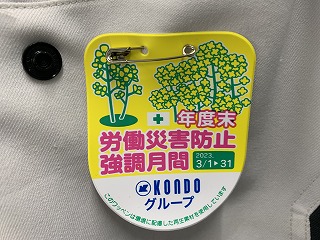 年度末
労働災害防止
強調月間
2023.
3/1▶31
KONDO
グループ
このワッペンは環境に配慮した再生素材を使用しています